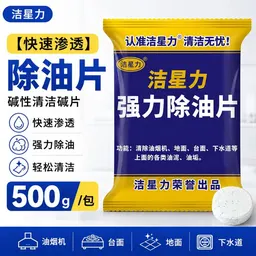 洁星力
【快速渗透】
除油片
碱性清洁碱片
快速渗透
强力除油
轻松清洁
500g/包
认准洁星力®清洁无忧!
洁星力
洁星力
强力除油片
功能:清除油烟机、地面、台面、下水道等
上面的各类油泥、油垢。
洁星力荣誉出品
油烟机
台面
地面
下水道